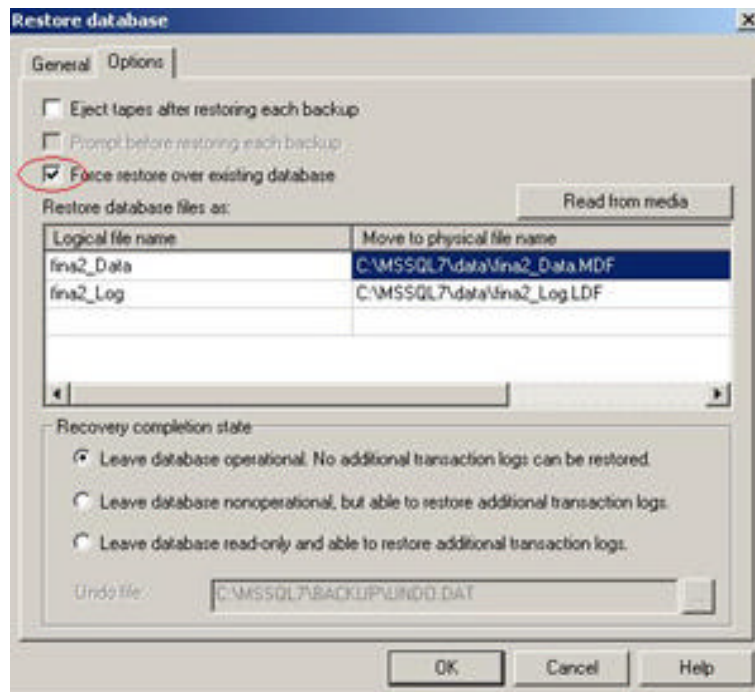 Restore database
General Options
Eject tapes after restoring each backup
Prompt before restoring each backup
Force restore over existing database
Restore database files as:
Read from media
Logical file name Move to physical file name
fina2_Data C:\MSSQL7\data\fina2_Data.MDF
fina2_Log C:\MSSQL7\data\fina2_Log.LDF
Recovery completion state
Leave database operational. No additional transaction logs can be restored.
Leave database nonoperational, but able to restore additional transaction logs.
Leave database read-only and able to restore additional transaction logs.
Undo file: C:\MSSQL7\BACKUP\UNDO.DAT ...
OK Cancel Help